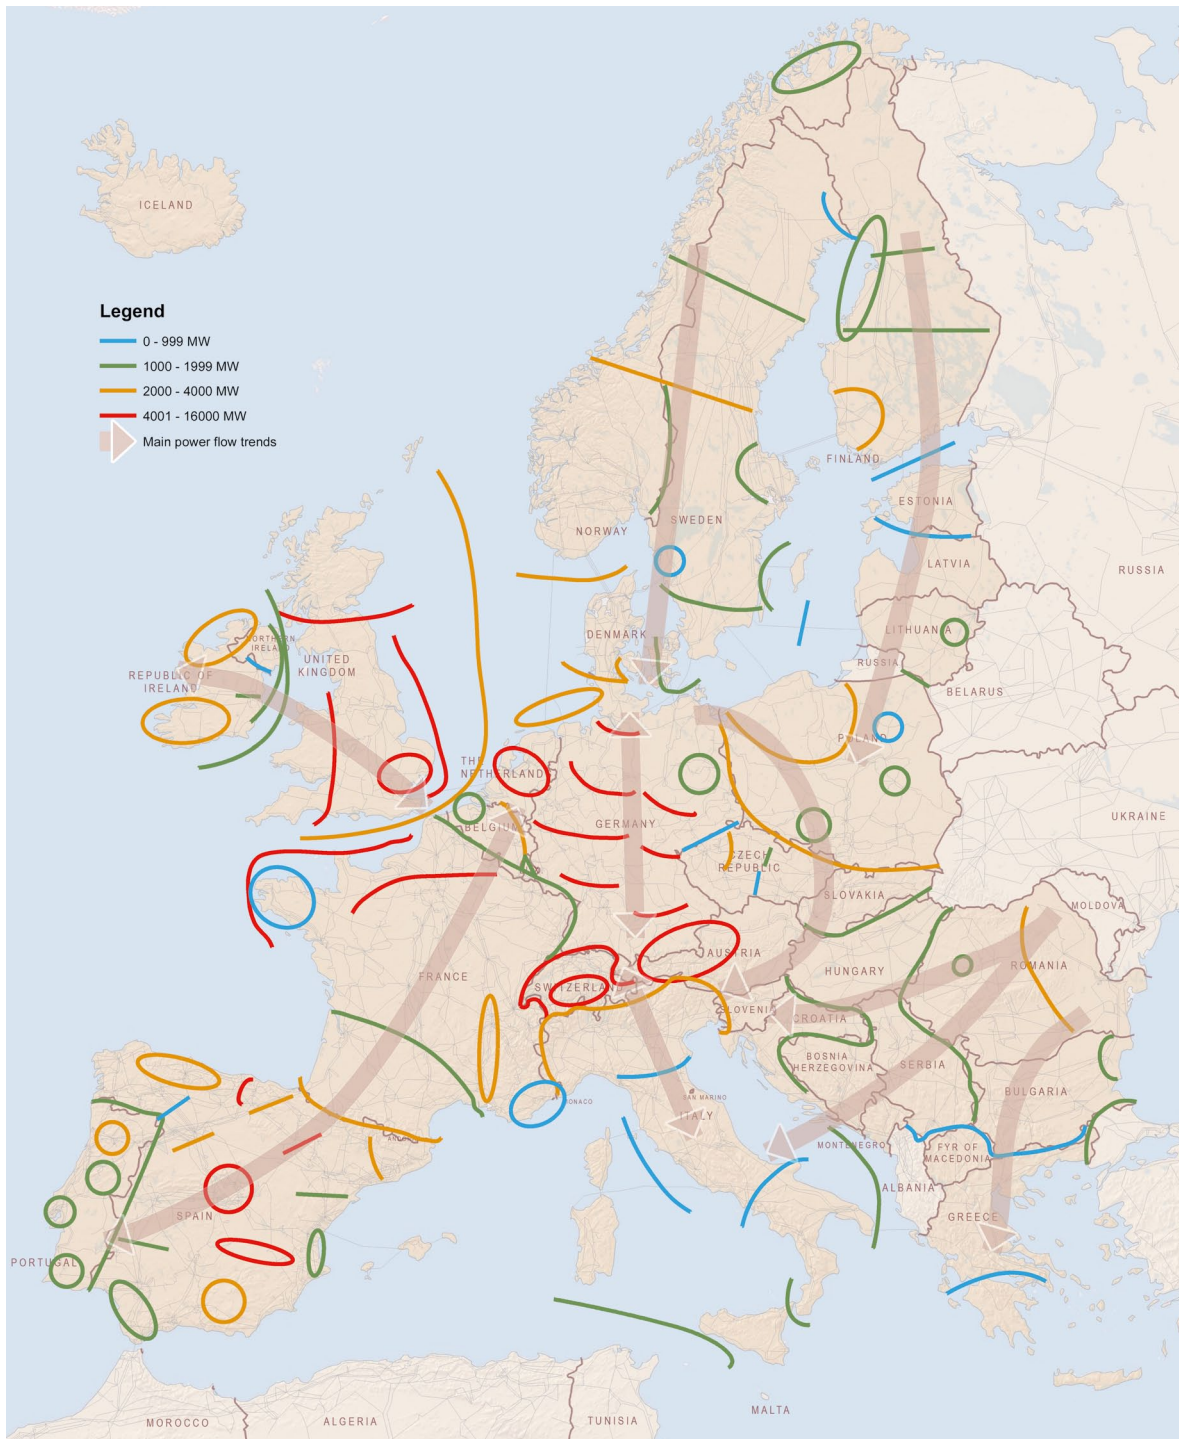 ICELAND
Legend
0 - 999 MW
1000 - 1999 MW
2000 - 4000 MW
4001 - 16000 MW
Main power flow trends
FINLAND
NORWAY
SWEDEN
ESTONIA
LATVIA
RUSSIA
LITHUANIA
RUSSIA
BELARUS
DENMARK
NORTHERN
IRELAND
UNITED
KINGDOM
REPUBLIC OF
IRELAND
POLAND
THE
NETHERLANDS
BELGIUM
GERMANY
UKRAINE
CZECH
REPUBLIC
SLOVAKIA
MOLDOVA
AUSTRIA
FRANCE
SWITZERLAND
HUNGARY
ROMANIA
SLOVENIA
CROATIA
BOSNIA
HERZEGOVINA
SERBIA
BULGARIA
SAN MARINO
MONACO
ITALY
MONTENEGRO
FYR OF
MACEDONIA
ALBANIA
GREECE
SPAIN
PORTUGAL
MOROCCO
ALGERIA
TUNISIA
MALTA